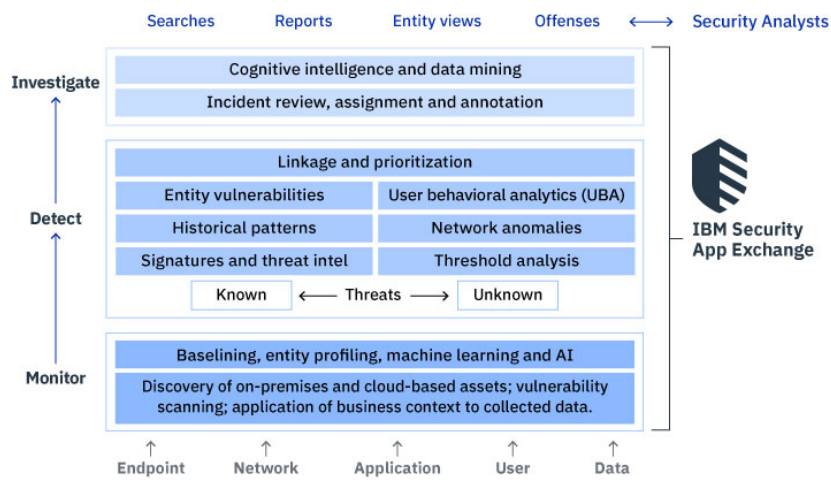 Searches Reports Entity views Offenses Security Analysts
Investigate
Cognitive intelligence and data mining
Incident review, assignment and annotation
Detect
Linkage and prioritization
Entity vulnerabilities
User behavioral analytics (UBA)
Historical patterns
Network anomalies
Signatures and threat intel
Threshold analysis
Known Threats Unknown
IBM Security
App Exchange
Monitor
Baselining, entity profiling, machine learning and AI
Discovery of on-premises and cloud-based assets; vulnerability
scanning; application of business context to collected data.
Endpoint Network Application User Data